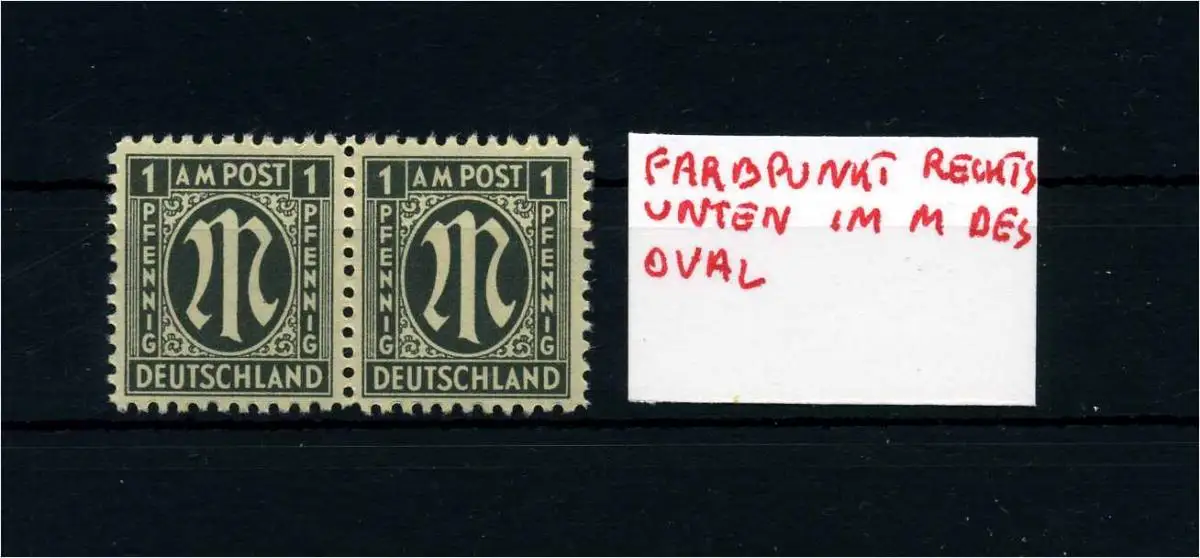 1 AM POST 1
PFENNIG
PFENNIG
M
DEUTSCHLAND
1 AM POST 1
PFENNIG
PFENNIG
M
DEUTSCHLAND
FARBPUNKT RECHTS
UNTEN IM M DES
OVAL